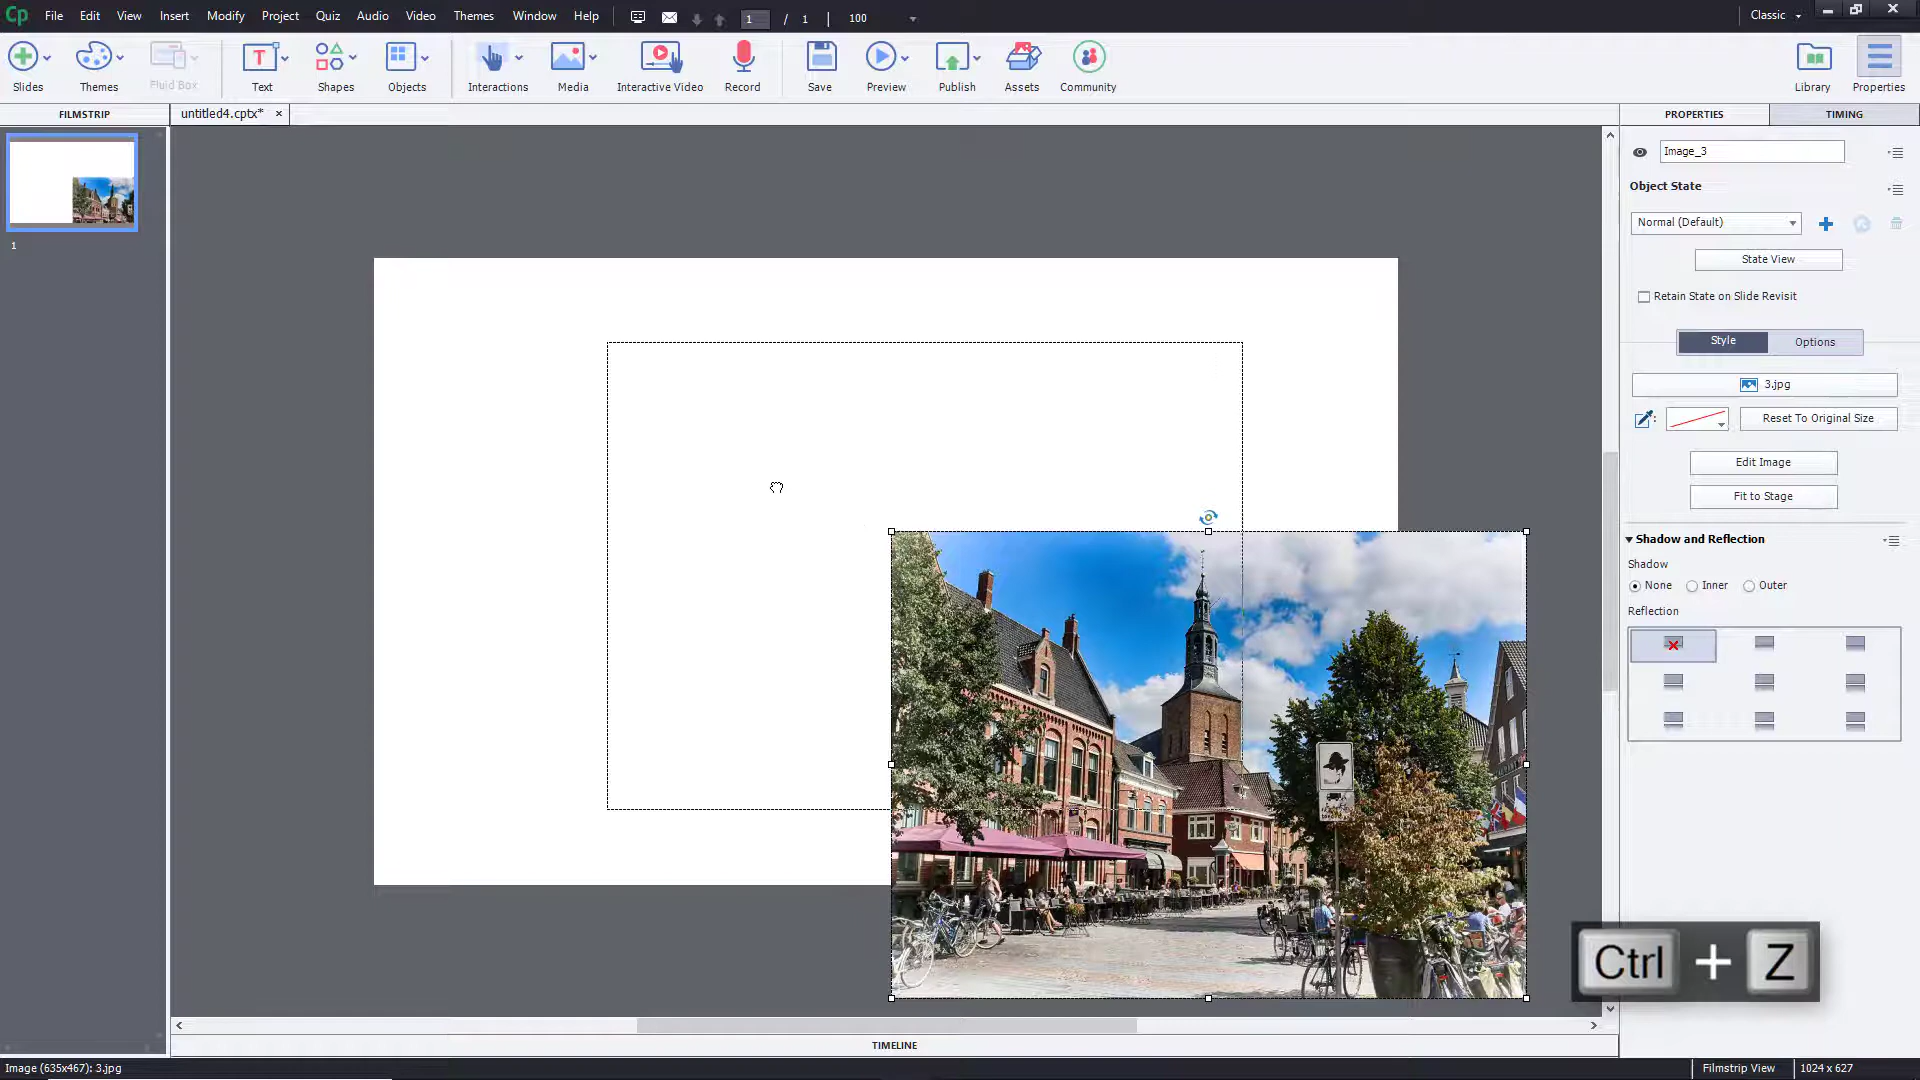 Cp File Edit View Insert Modify Project Quiz Audio Video Themes Window Help 1 / 1 | 100 Classic
Slides Themes Fluid Box Text Shapes Objects Interactions Media Interactive Video Record Save Preview Publish Assets Community Library Properties
FILMSTRIP untitled4.cptx* × PROPERTIES TIMING
Image_3
Object State
Normal (Default)
State View
Retain State on Slide Revisit
Style Options
3.jpg
Reset To Original Size
Edit Image
Fit to Stage
Shadow and Reflection
Shadow
None Inner Outer
Reflection
1
Ctrl + Z
TIMELINE
Image (635x467): 3.jpg Filmstrip View 1024 x 627